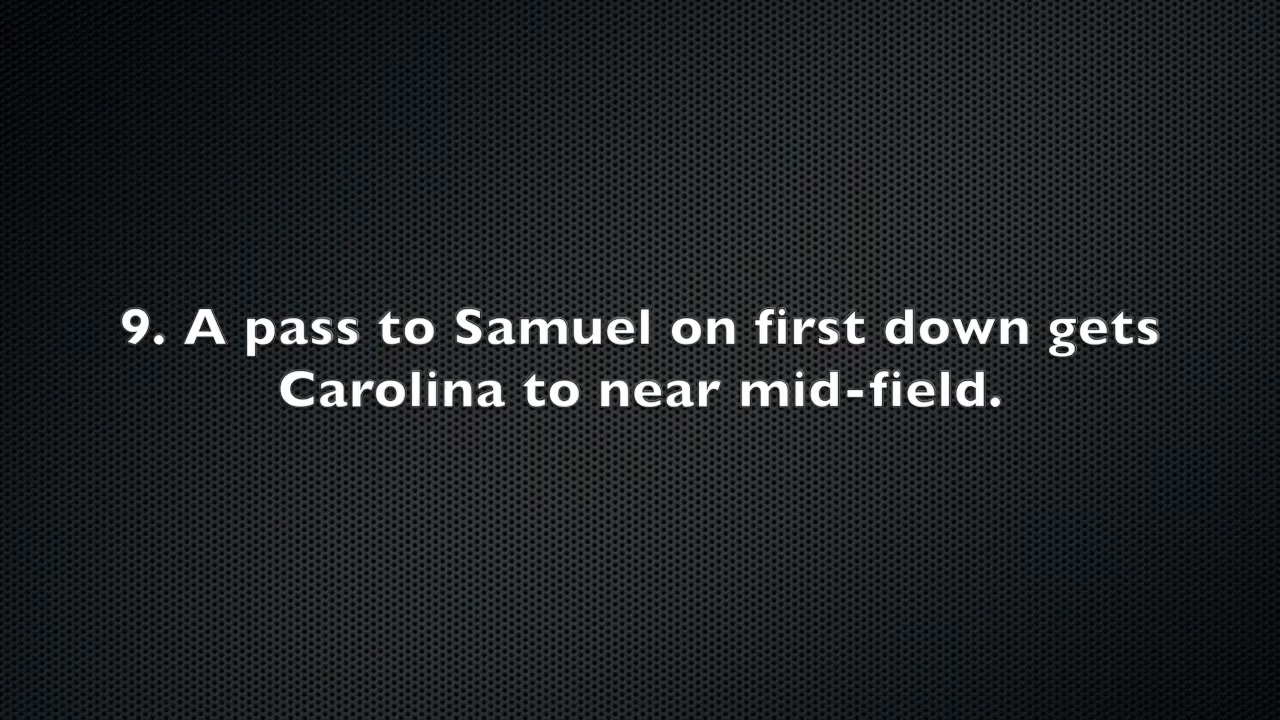 9. A pass to Samuel on first down gets
Carolina to near mid-field.